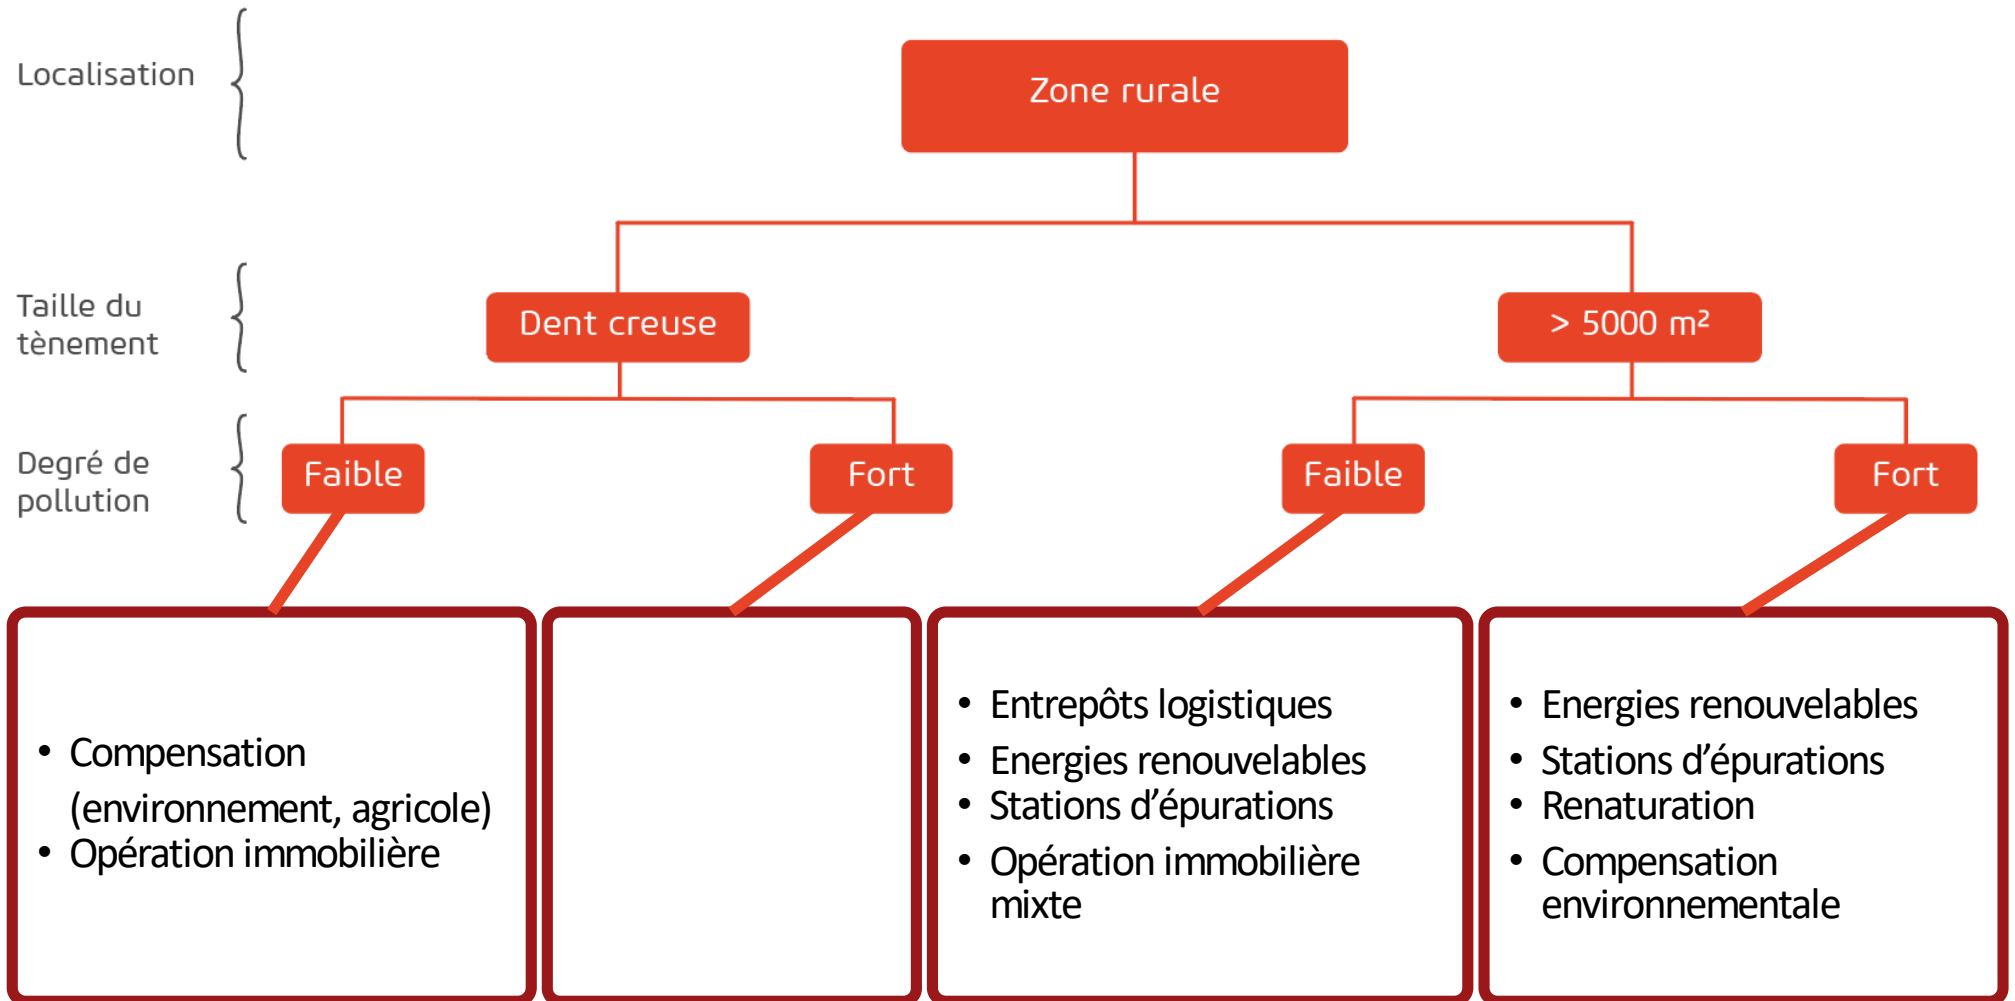 Localisation
Zone rurale
Taille du
tènement
Dent creuse
> 5000 m²
Degré de
pollution
Faible
Fort
Faible
Fort
• Compensation
(environnement, agricole)
• Opération immobilière
• Entrepôts logistiques
• Energies renouvelables
• Stations d’épurations
• Opération immobilière
mixte
• Energies renouvelables
• Stations d’épurations
• Renaturation
• Compensation
environnementale